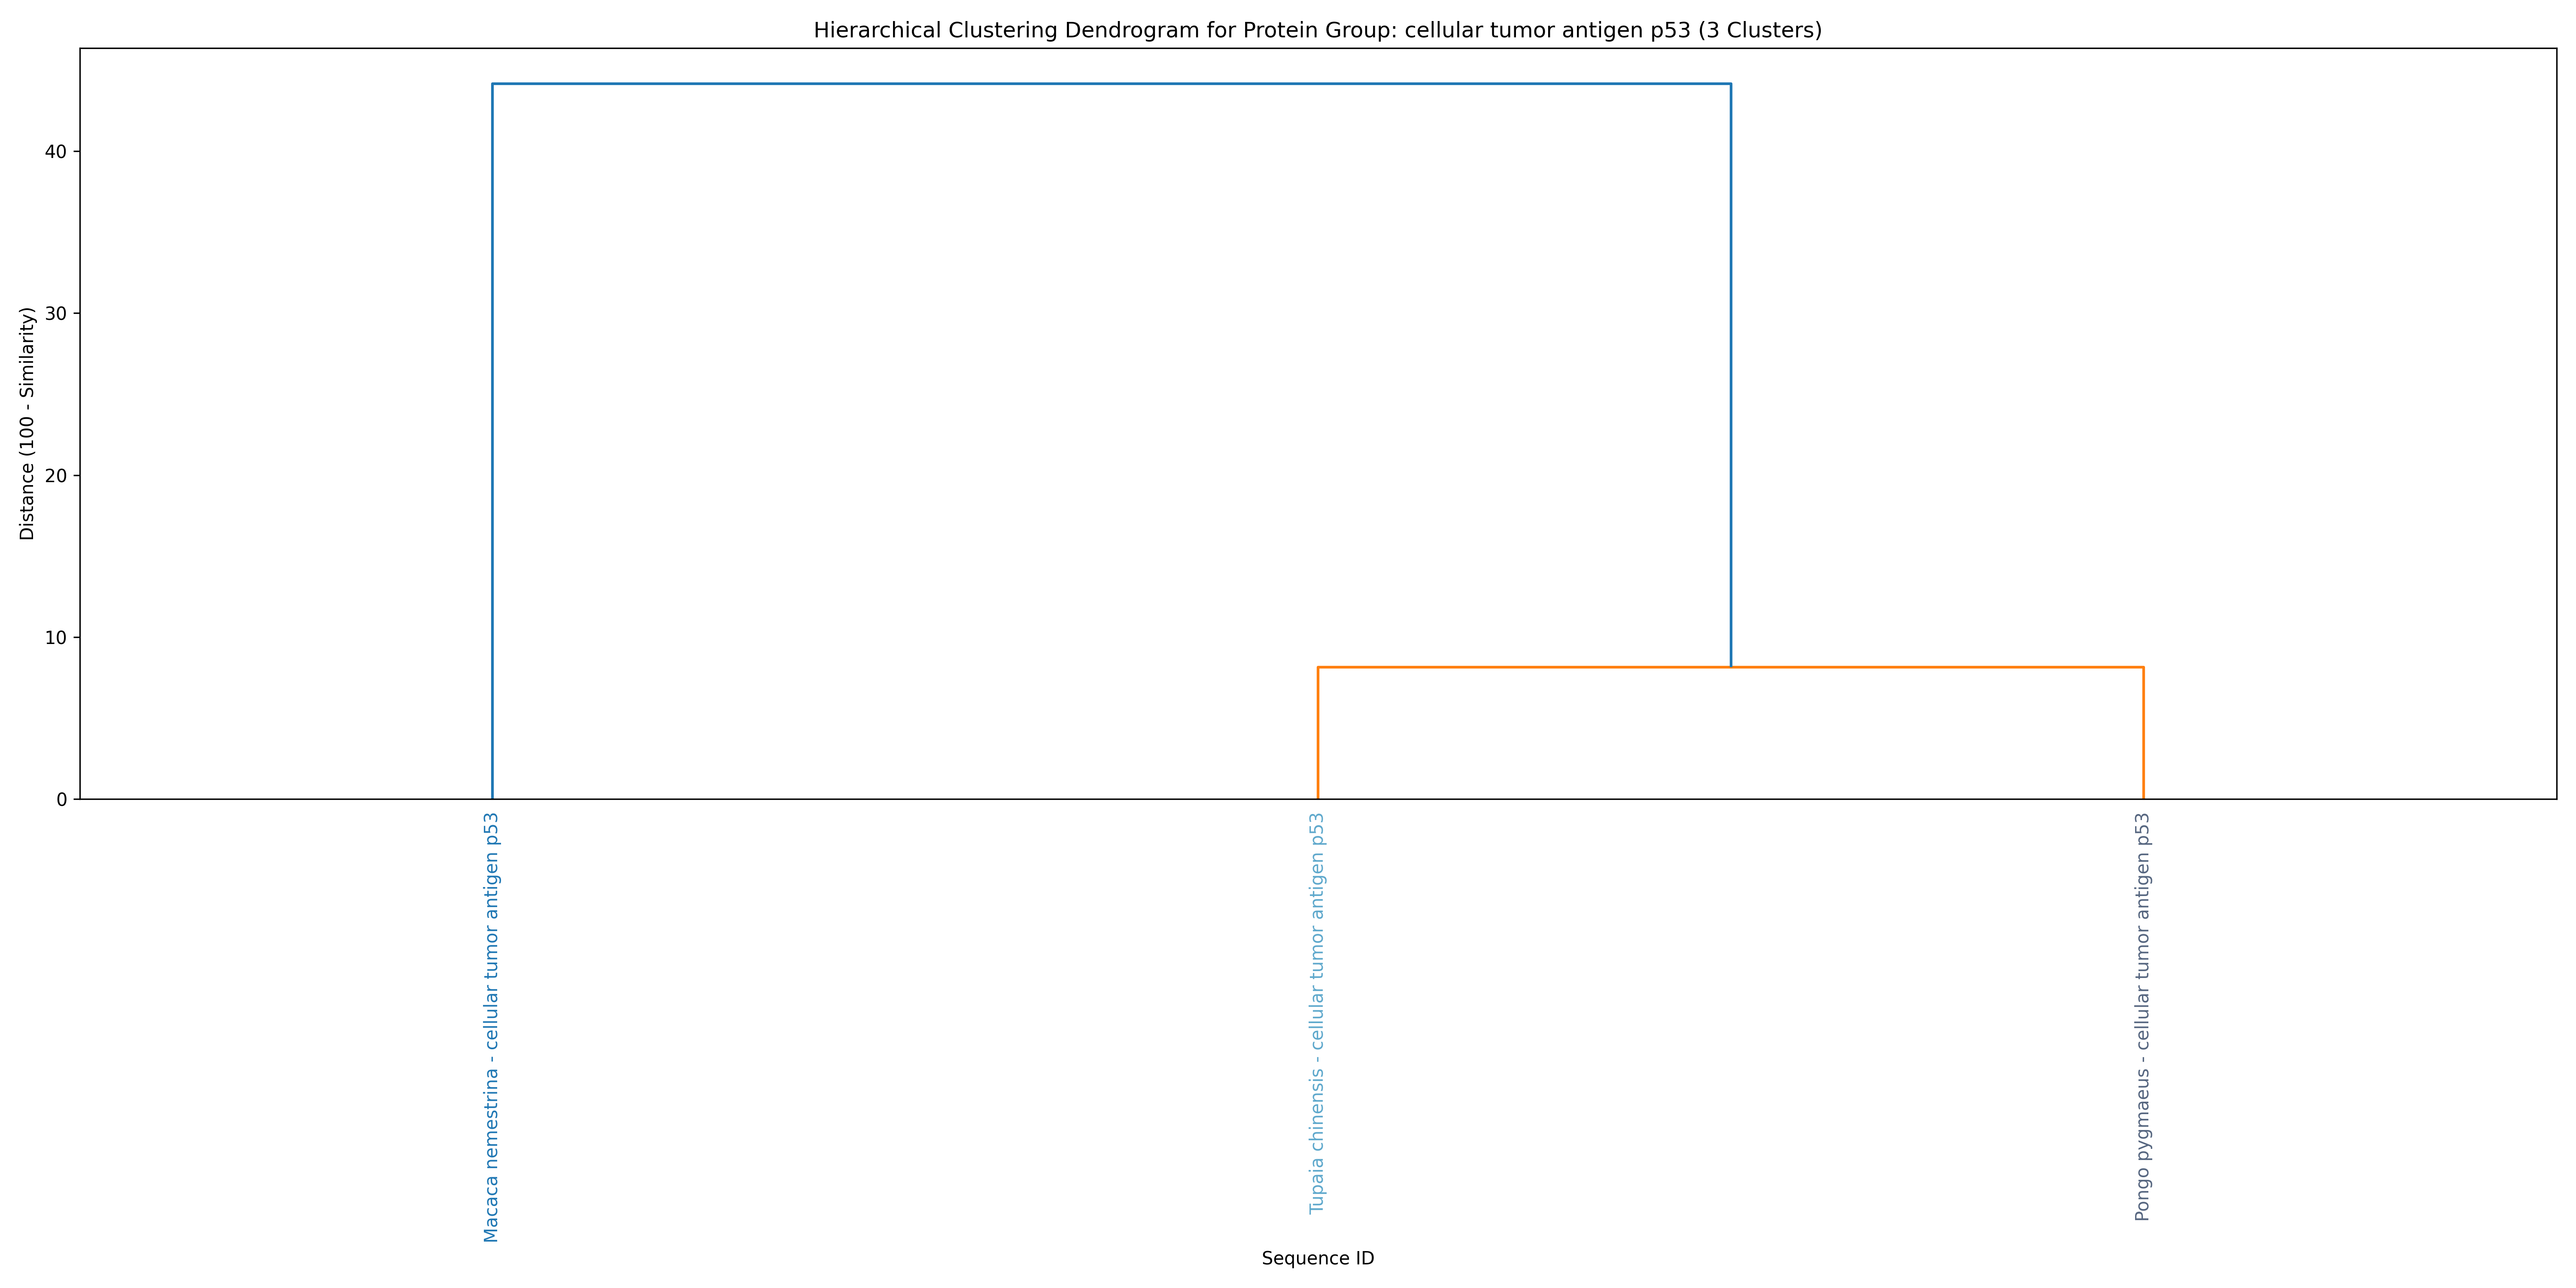 Hierarchical Clustering Dendrogram for Protein Group: cellular tumor antigen p53 (3 Clusters)
Distance (100 - Similarity)
40
30
20
10
0
Macaca nemestrina - cellular tumor antigen p53
Tupaia chinensis - cellular tumor antigen p53
Pongo pygmaeus - cellular tumor antigen p53
Sequence ID